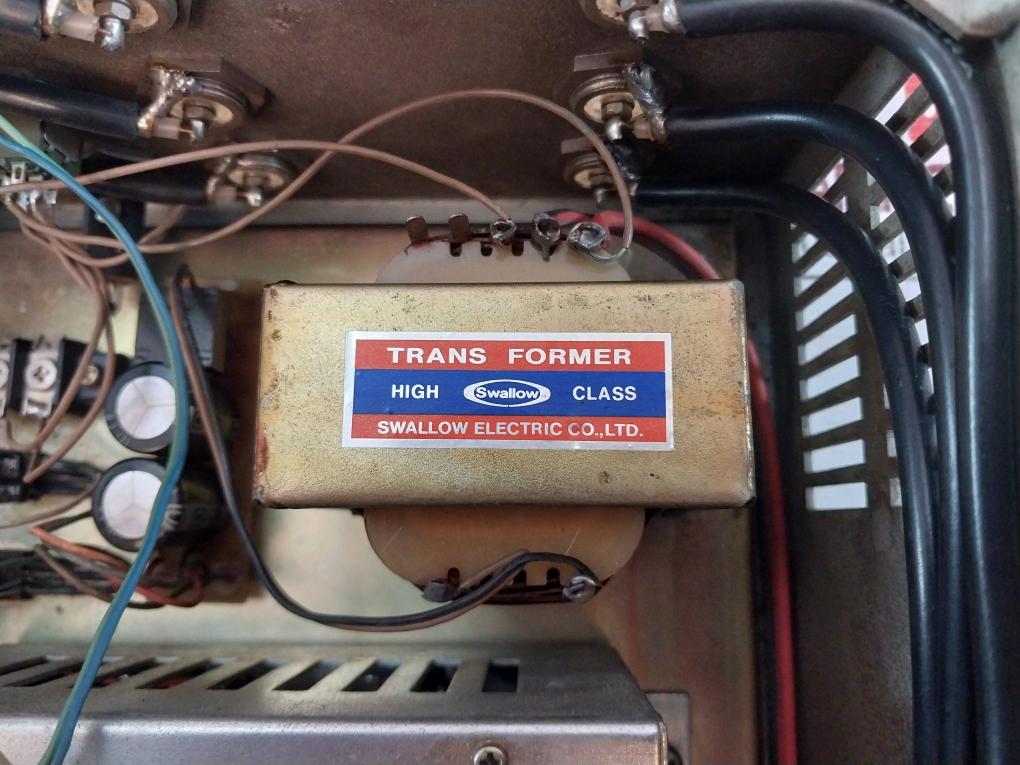 TRANS FORMER
HIGH Swallow CLASS
SWALLOW ELECTRIC CO.,LTD.